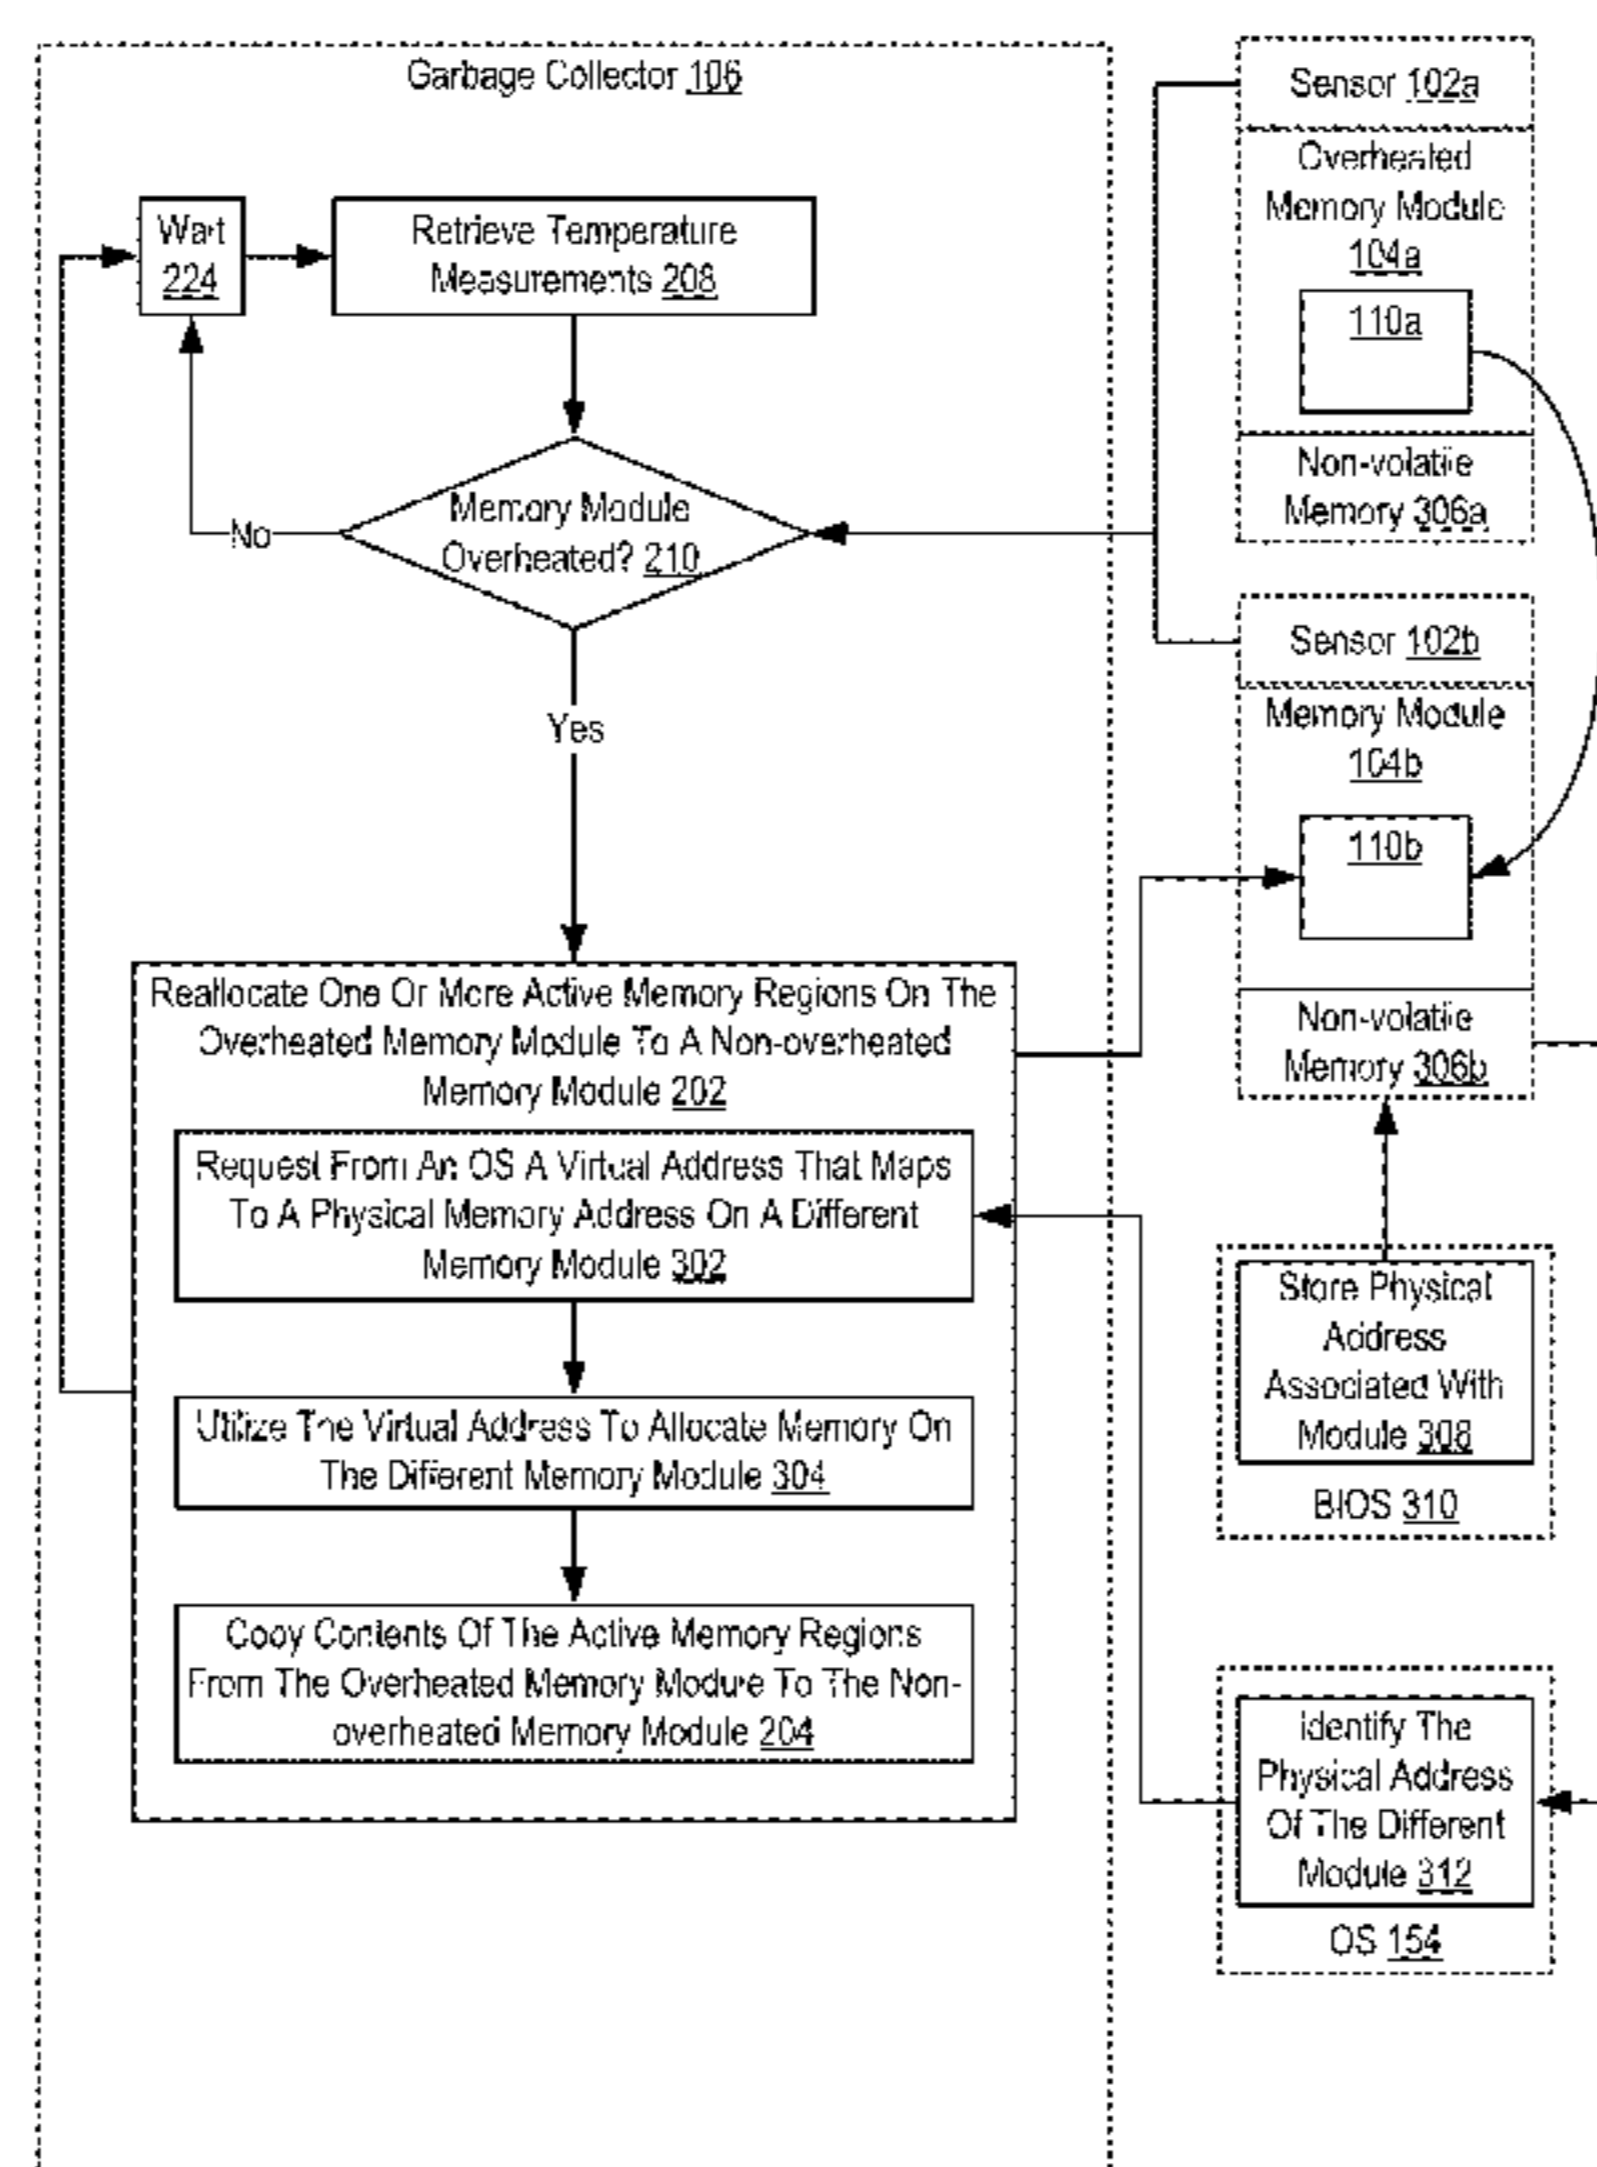 Garbage Collector 106
Wait
224
Retrieve Temperature
Measurements 208
Memory Module
Overheated? 210
No
Yes
Reallocate One Or More Active Memory Regions On The
Overheated Memory Module To A Non-overheated
Memory Module 202
Request From An OS A Virtual Address That Maps
To A Physical Memory Address On A Different
Memory Module 302
Utilize The Virtual Address To Allocate Memory On
The Different Memory Module 304
Copy Contents Of The Active Memory Regions
From The Overheated Memory Module To The Non-
overheated Memory Module 204
Sensor 102a
Overheated
Memory Module
104a
110a
Non-volatile
Memory 306a
Sensor 102b
Memory Module
104b
110b
Non-volatile
Memory 306b
Store Physical
Address
Associated With
Module 308
BIOS 310
Identify The
Physical Address
Of The Different
Module 312
OS 154